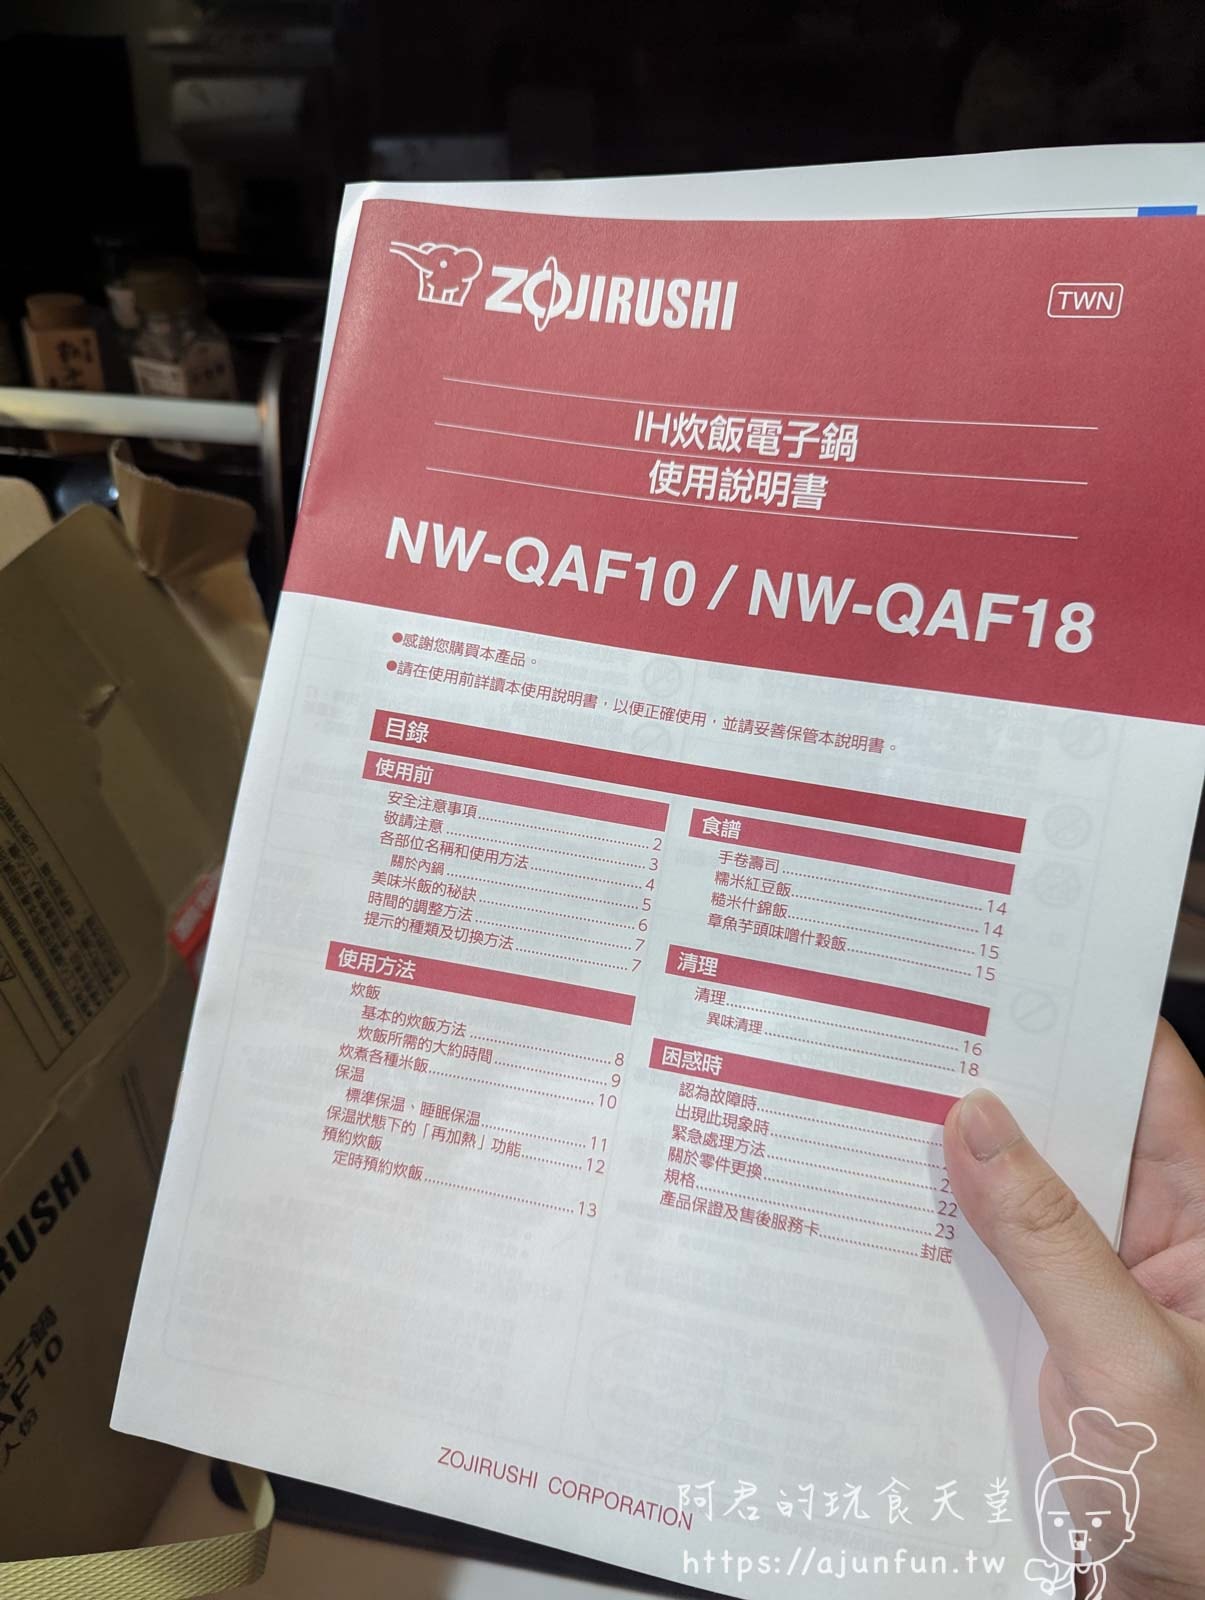 ZOJIRUSHI
TWN
IH炊飯電子鍋
使用說明書
NW-QAF10 / NW-QAF18
●感謝您購買本產品。
●請在使用前詳讀本使用說明書，以便正確使用，並請妥善保管本說明書。
目錄
使用前
安全注意事項 2
敬請注意 3
各部位名稱和使用方法 4
關於內鍋 5
美味米飯的秘訣 6
時間的調整方法 7
提示的種類及切換方法 7
使用方法
炊飯
基本的炊飯方法 8
炊飯所需的大約時間 9
炊煮各種米飯 10
保溫
標準保溫、睡眠保溫 11
保溫狀態下的「再加熱」功能 12
預約炊飯
定時預約炊飯 13
食譜
手卷壽司 14
糯米紅豆飯 14
糙米什錦飯 15
章魚芋頭味噌什穀飯 15
清理
清理 16
異味清理 18
困惑時
認為故障時
出現此現象時
緊急處理方法
關於零件更換 22
規格 23
產品保證及售後服務卡 封底
ZOJIRUSHI CORPORATION
RUSHI
子鍋
AF10
人份
阿君的玩食天堂
https://ajunfun.tw